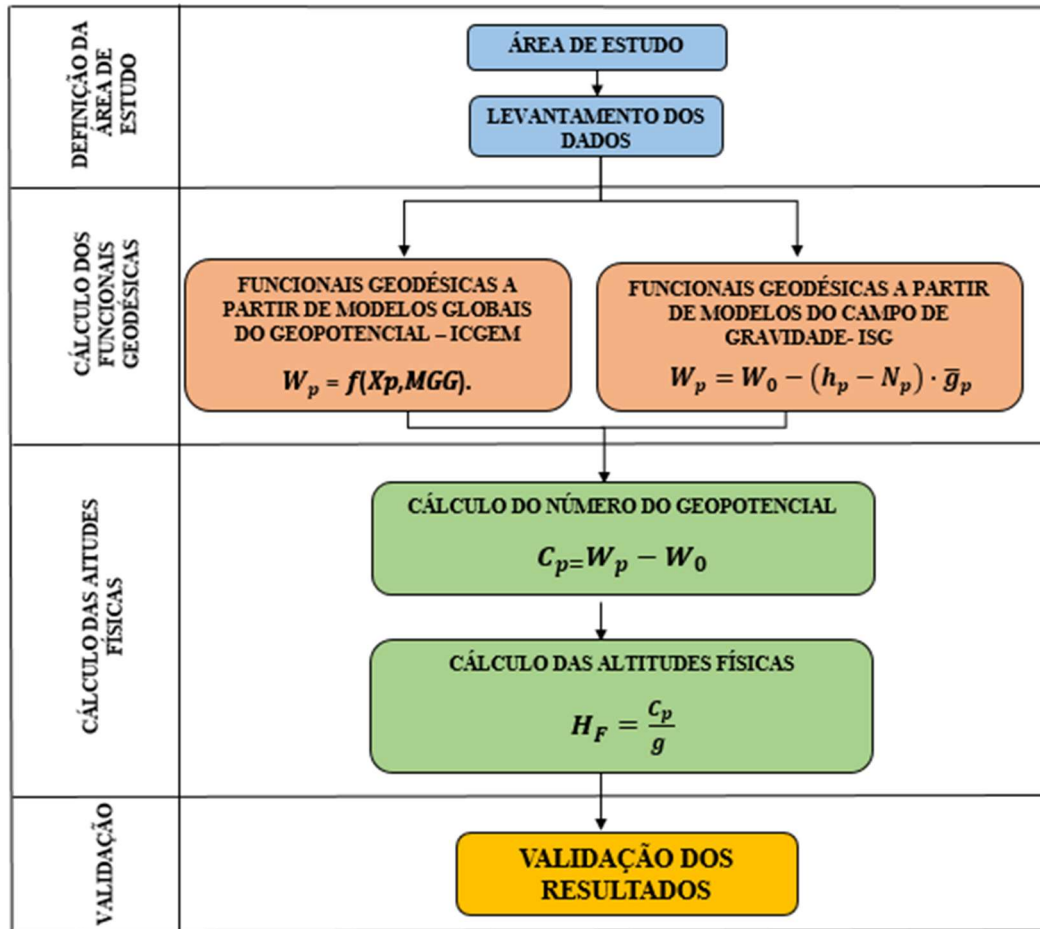 DEFINIÇÃO DA
ÁREA DE
ESTUDO
ÁREA DE ESTUDO
LEVANTAMENTO DOS
DADOS
CÁLCULO DOS
FUNCIONAIS
GEODÉSICAS
FUNCIONAIS GEODÉSICAS A
PARTIR DE MODELOS GLOBAIS
DO GEOPOTENCIAL – ICGEM
W_p = f(Xp,MGG).
FUNCIONAIS GEODÉSICAS A PARTIR
DE MODELOS DO CAMPO DE
GRAVIDADE- ISG
W_p = W_0 − (h_p − N_p) · g̅_p
CÁLCULO DAS AITUDES
FÍSICAS
CÁLCULO DO NÚMERO DO GEOPOTENCIAL
C_p=W_p − W_0
CÁLCULO DAS ALTITUDES FÍSICAS
H_F = C_p/g
VALIDAÇÃO
VALIDAÇÃO DOS
RESULTADOS